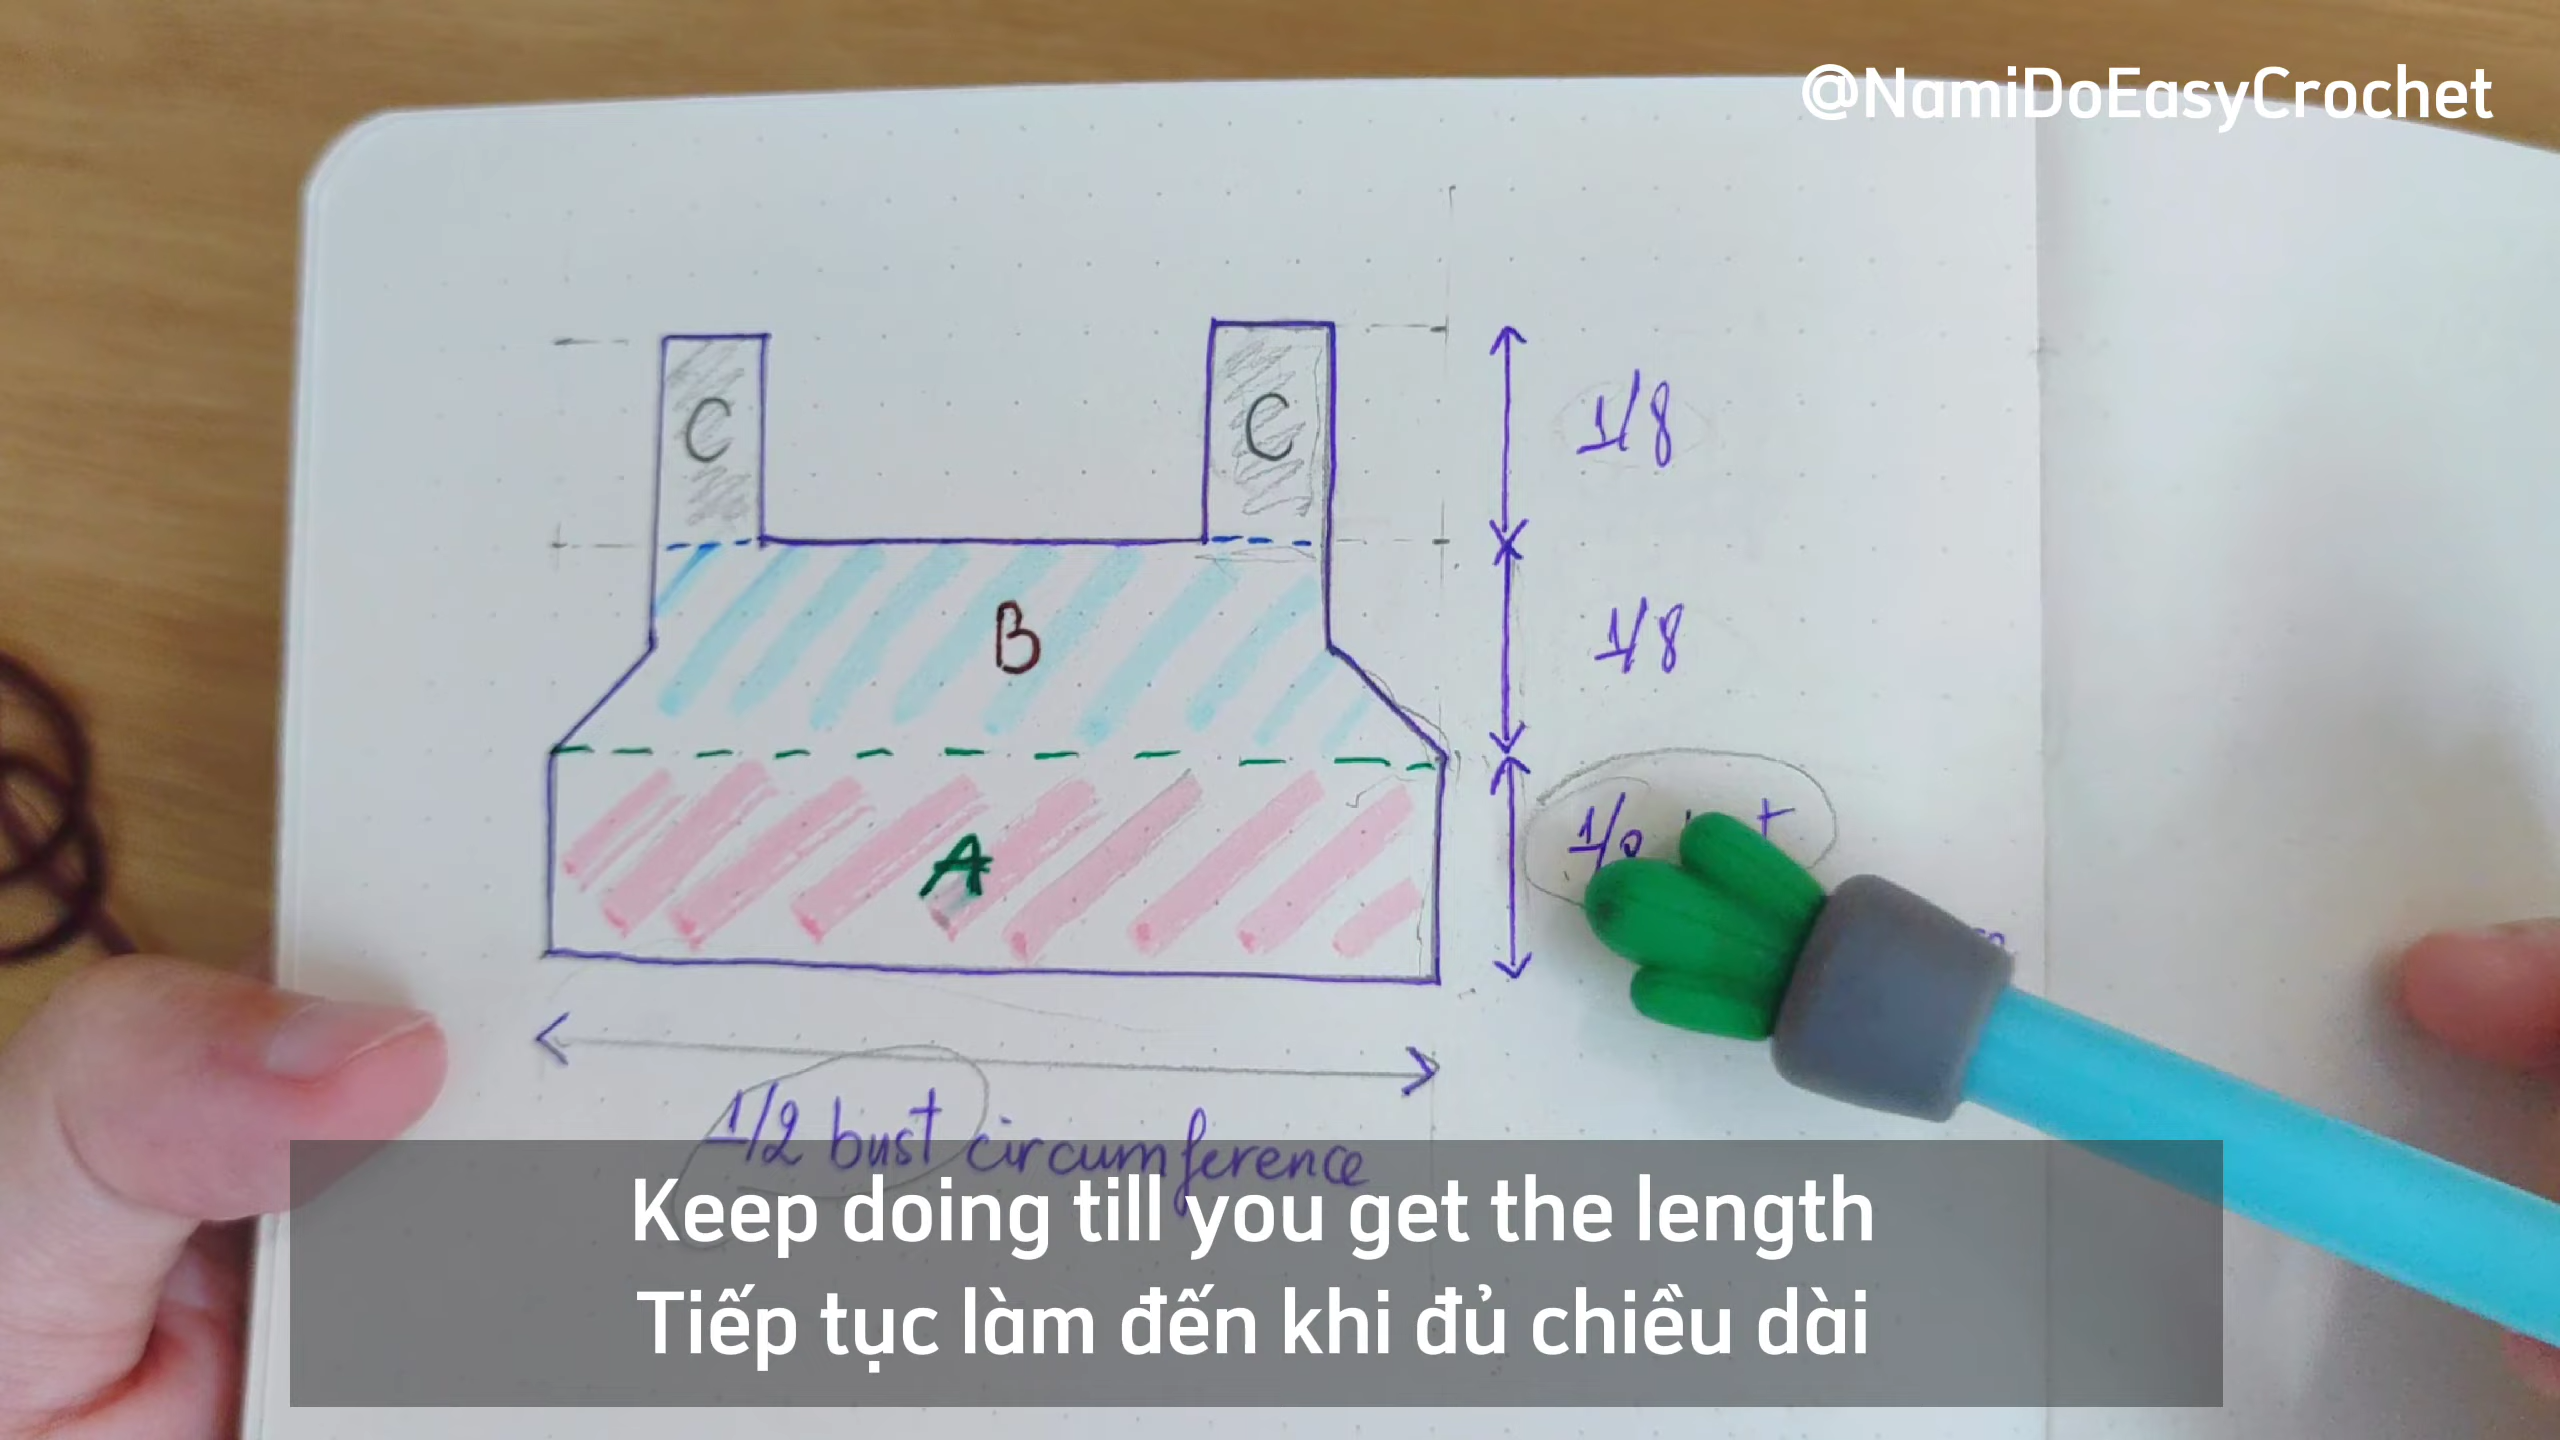 @NamiDoEasyCrochet
C C
1/8
B
1/8
A
1/2 bust circumference
Keep doing till you get the length
Tiếp tục làm đến khi đủ chiều dài